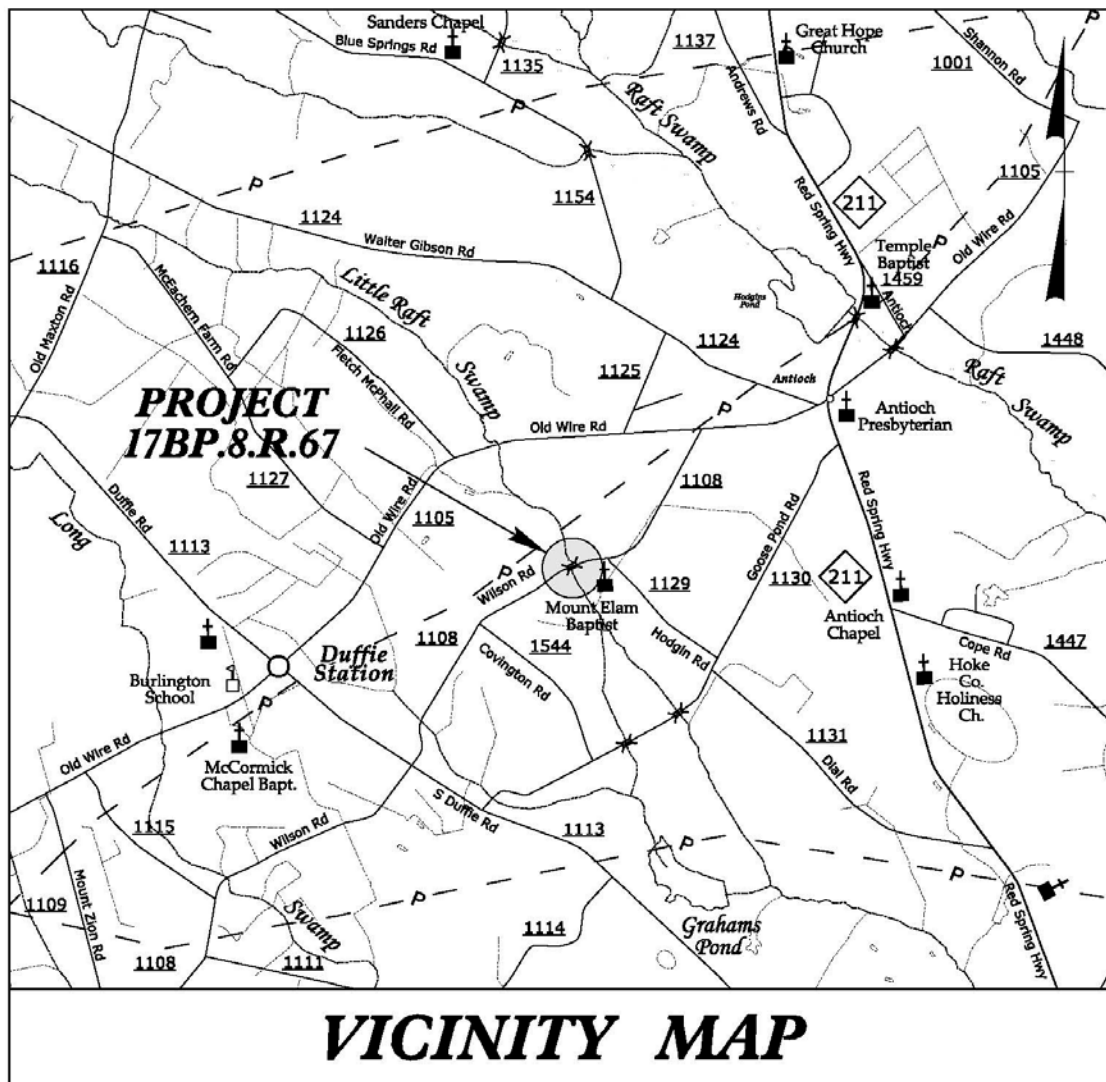 Sanders Chapel
Blue Springs Rd
1135
1137
Great Hope
Church
Shannon Rd
1001
P
Andrews Rd
Raft Swamp
P
P
1154
1105
211
Red Spring Hwy
Old Wire Rd
P
1124
Walter Gibson Rd
Temple
Baptist
1459
Antioch
1116
McEachern Farm Rd
Little Raft
Swamp
Hodgins
Pond
Old Maxton Rd
1126
Fletch McPhail Rd
1124
1448
1125
Antioch
Raft
Swamp
PROJECT
17BP.8.R.67
P
Antioch
Presbyterian
Old Wire Rd
1127
1108
Duffie Rd
Long
1105
Old Wire Rd
Goose Pond Rd
Red Spring Hwy
1113
P
Wilson Rd
1129
1130
211
Mount Elam
Baptist
Antioch
Chapel
1108
1544
Hodgin Rd
Cope Rd
1447
Duffie
Station
Covington Rd
Hoke
Co.
Holiness
Ch.
Burlington
School
P
Old Wire Rd
McCormick
Chapel Bapt.
1131
Dial Rd
S Duffie Rd
1115
Wilson Rd
1113
P
P
1109
Mount Zion Rd
P
Swamp
Grahams
Pond
1114
Red Spring Hwy
1108
1111
VICINITY MAP